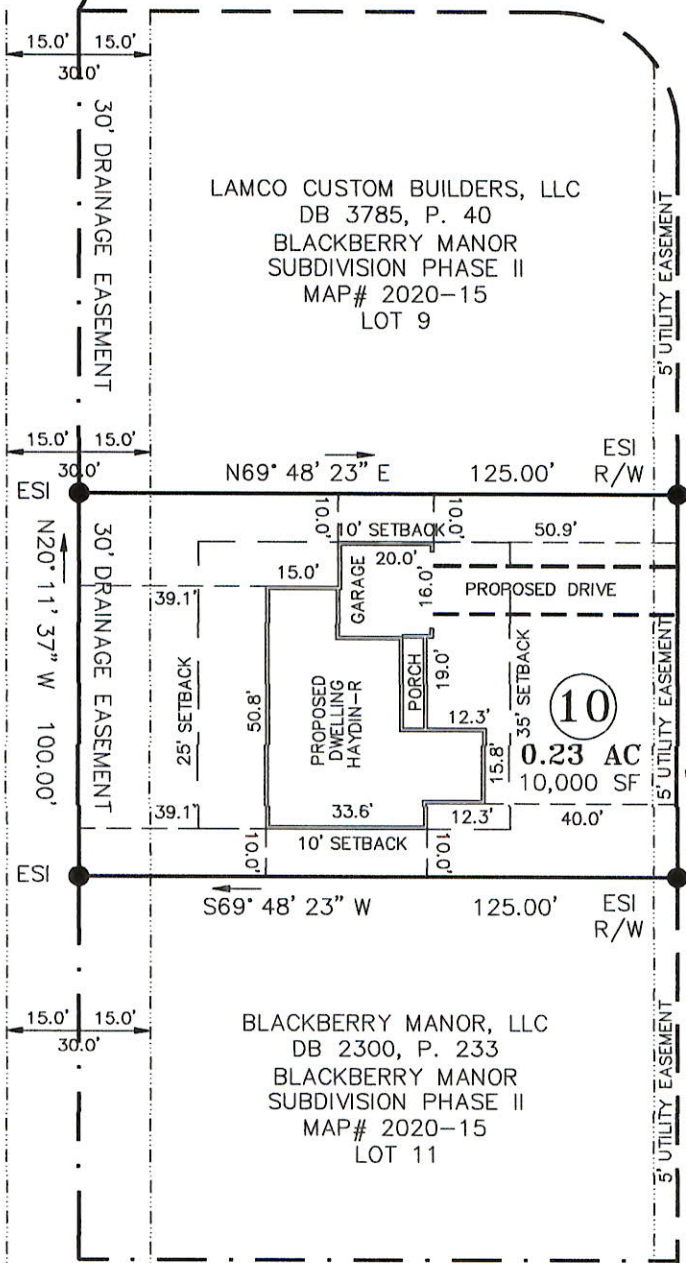 15.0' 15.0'
30.0'
30' DRAINAGE EASEMENT
LAMCO CUSTOM BUILDERS, LLC
DB 3785, P. 40
BLACKBERRY MANOR
SUBDIVISION PHASE II
MAP# 2020-15
LOT 9
5' UTILITY EASEMENT
15.0' 15.0'
30.0'
ESI
N69° 48' 23" E 125.00'
ESI
R/W
N20° 11' 37" W 100.00'
30' DRAINAGE EASEMENT
10.0'
10' SETBACK
10.0'
50.9'
39.1'
15.0'
20.0'
GARAGE
16.0'
PROPOSED DRIVE
25' SETBACK
50.8'
PROPOSED
DWELLING
HAYDIN-R
PORCH
19.0'
35' SETBACK
10
0.23 AC
10,000 SF
5' UTILITY EASEMENT
12.3'
15.8'
39.1'
33.6'
12.3'
40.0'
10.0'
10' SETBACK
10.0'
ESI
S69° 48' 23" W 125.00'
ESI
R/W
15.0' 15.0'
30.0'
BLACKBERRY MANOR, LLC
DB 2300, P. 233
BLACKBERRY MANOR
SUBDIVISION PHASE II
MAP# 2020-15
LOT 11
5' UTILITY EASEMENT